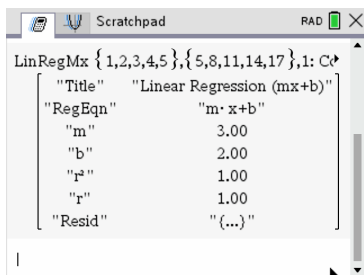 Scratchpad RAD
LinRegMx {1,2,3,4,5},{5,8,11,14,17},1: Co
"Title" "Linear Regression (mx+b)"
"RegEqn" "m·x+b"
"m" 3.00
"b" 2.00
"r²" 1.00
"r" 1.00
"Resid" "{...}"